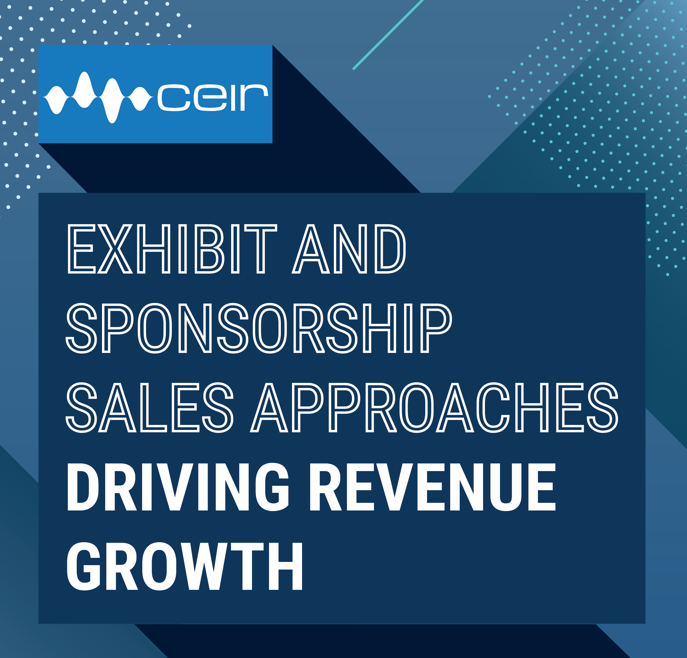 ceir
EXHIBIT AND
SPONSORSHIP
SALES APPROACHES
DRIVING REVENUE
GROWTH